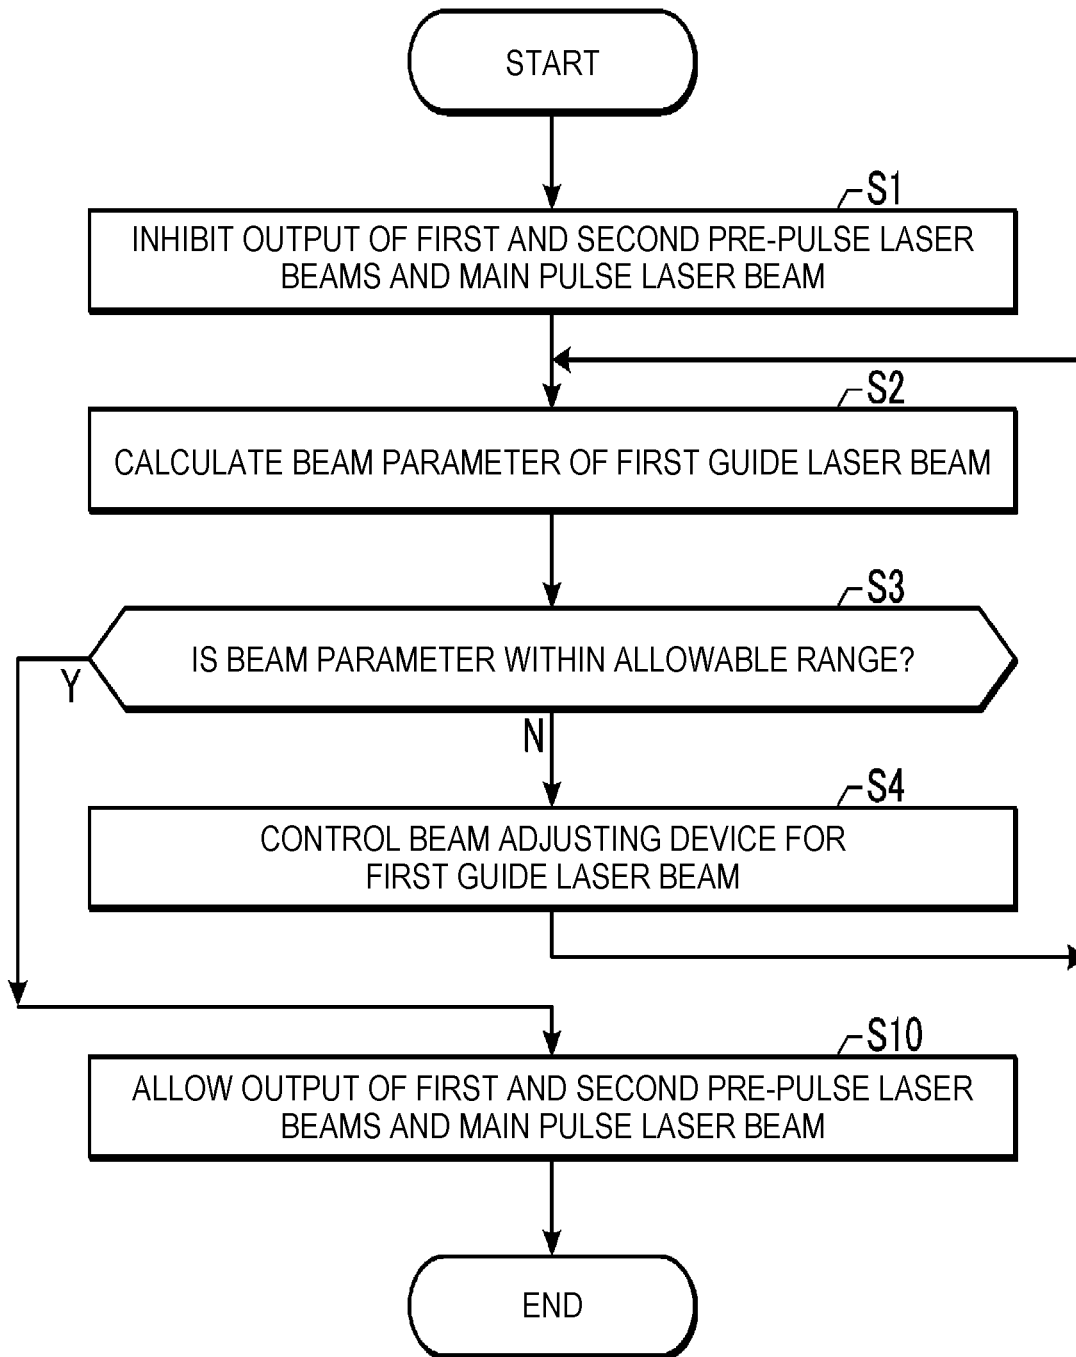 START
S1
INHIBIT OUTPUT OF FIRST AND SECOND PRE-PULSE LASER
BEAMS AND MAIN PULSE LASER BEAM
S2
CALCULATE BEAM PARAMETER OF FIRST GUIDE LASER BEAM
S3
IS BEAM PARAMETER WITHIN ALLOWABLE RANGE?
Y
N
S4
CONTROL BEAM ADJUSTING DEVICE FOR
FIRST GUIDE LASER BEAM
S10
ALLOW OUTPUT OF FIRST AND SECOND PRE-PULSE LASER
BEAMS AND MAIN PULSE LASER BEAM
END